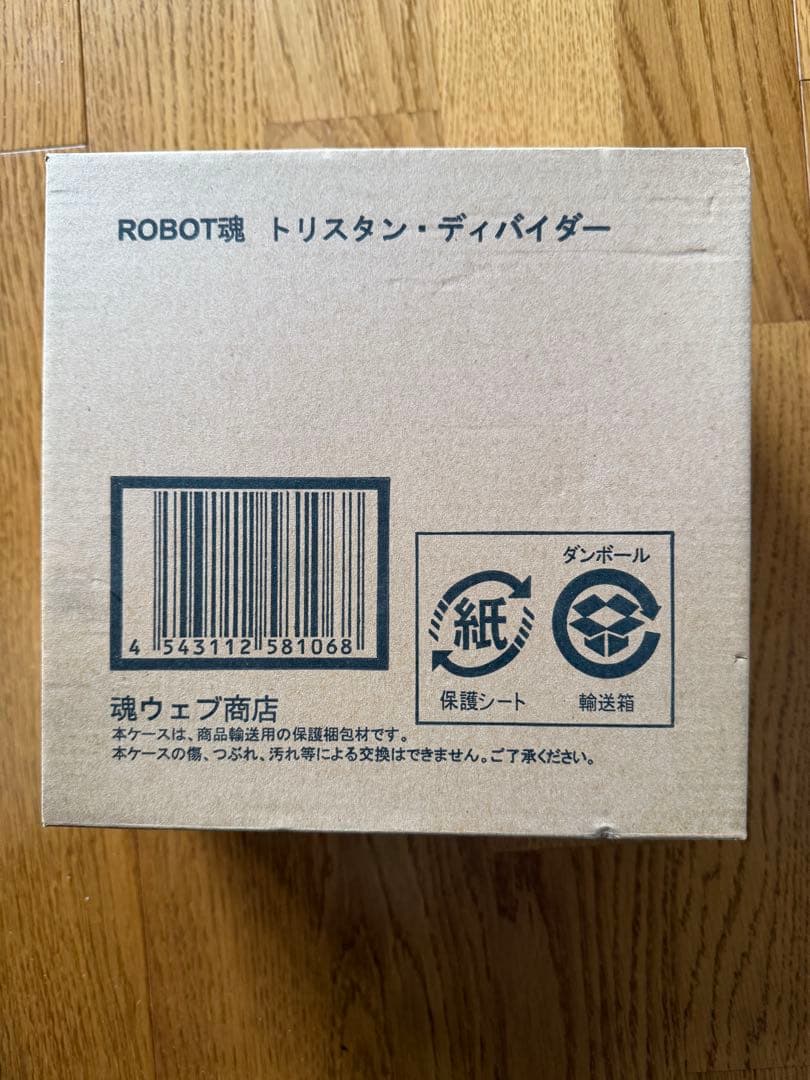 ROBOT魂 トリスタン・ディバイダー
4 543112 581068
ダンボール
紙
保護シート
輸送箱
魂ウェブ商店
本ケースは、商品輸送用の保護梱包材です。
本ケースの傷、つぶれ、汚れ等による交換はできません。ご了承ください。